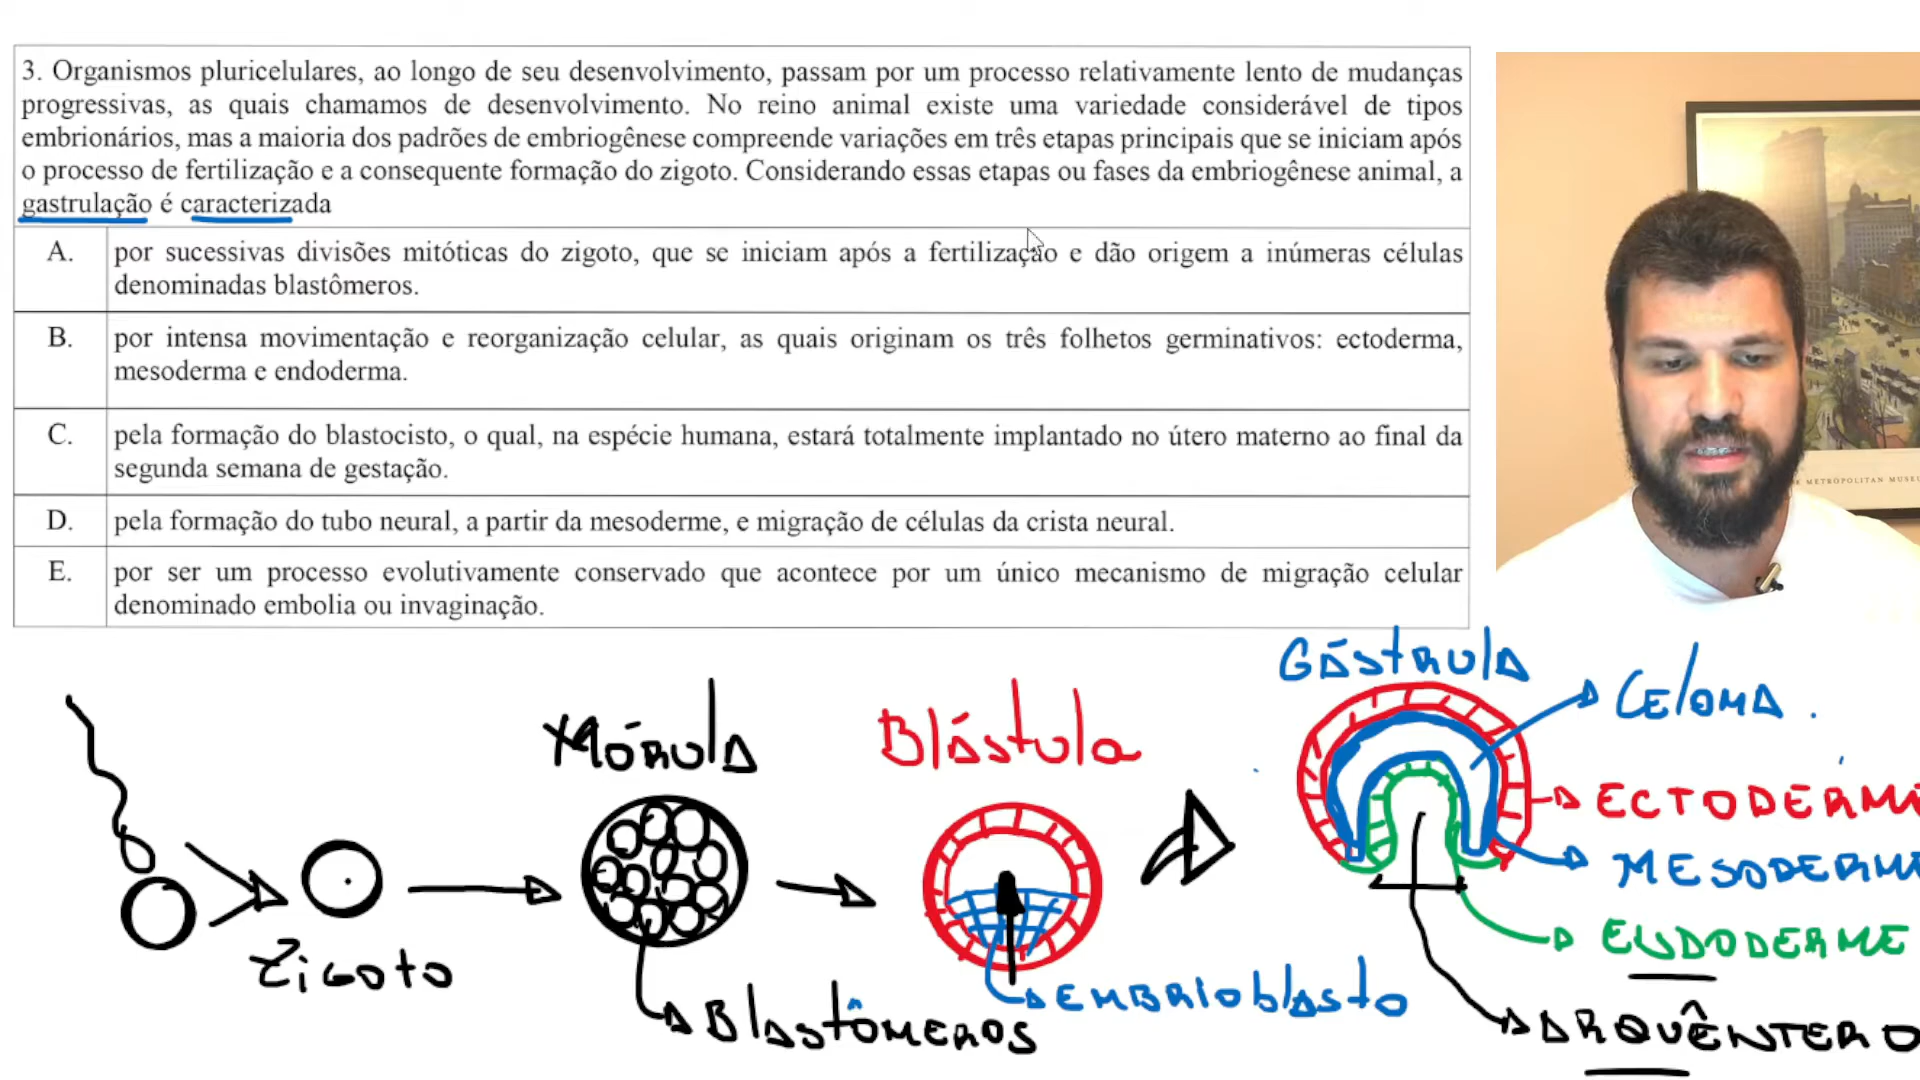 3. Organismos pluricelulares, ao longo de seu desenvolvimento, passam por um processo relativamente lento de mudanças
progressivas, as quais chamamos de desenvolvimento. No reino animal existe uma variedade considerável de tipos
embrionários, mas a maioria dos padrões de embriogênese compreende variações em três etapas principais que se iniciam após
o processo de fertilização e a consequente formação do zigoto. Considerando essas etapas ou fases da embriogênese animal, a
gastrulação é caracterizada
A. por sucessivas divisões mitóticas do zigoto, que se iniciam após a fertilização e dão origem a inúmeras células
denominadas blastômeros.
B. por intensa movimentação e reorganização celular, as quais originam os três folhetos germinativos: ectoderma,
mesoderma e endoderma.
C. pela formação do blastocisto, o qual, na espécie humana, estará totalmente implantado no útero materno ao final da
segunda semana de gestação.
D. pela formação do tubo neural, a partir da mesoderme, e migração de células da crista neural.
E. por ser um processo evolutivamente conservado que acontece por um único mecanismo de migração celular
denominado embolia ou invaginação.
METROPOLITAN MUSE
Gástrula
Celoma.
Mórula
Blástula
ECTODERME
MESODERME
ENDODERME
Zigoto
EMBRIOblasto
Blastômeros
ARQUÊNTERO